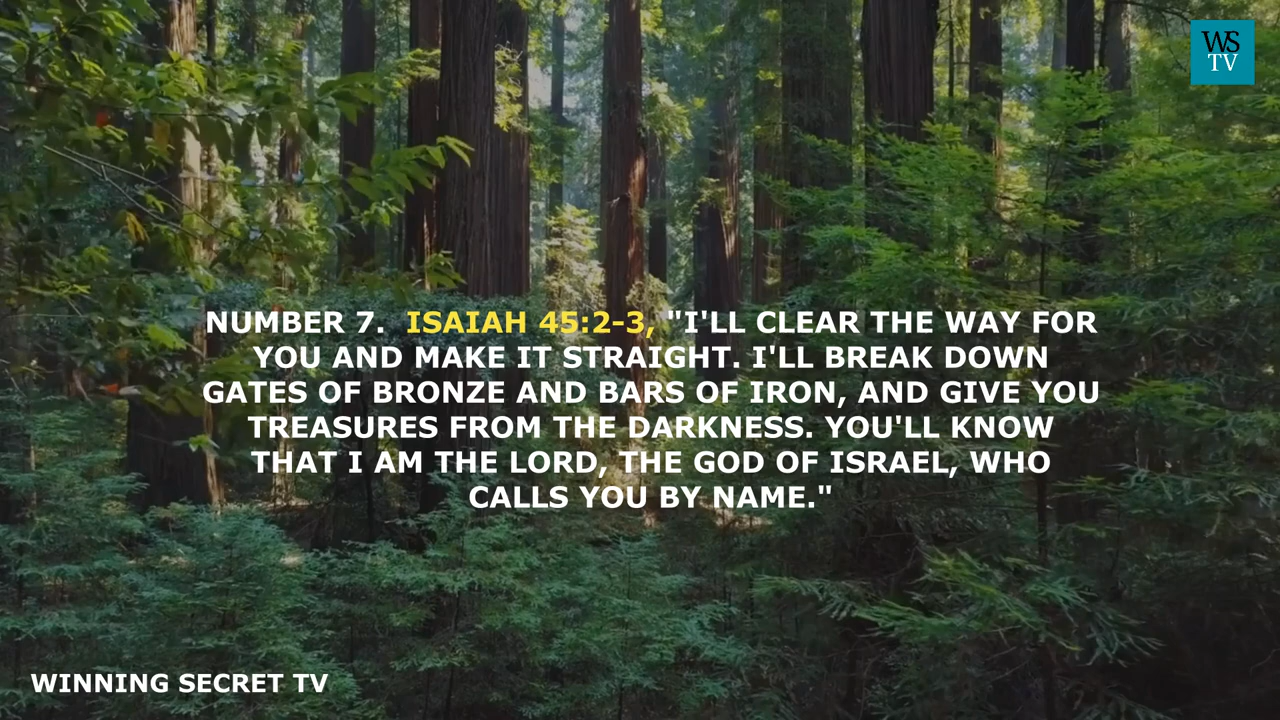 WS
TV
NUMBER 7.  ISAIAH 45:2-3, "I'LL CLEAR THE WAY FOR
YOU AND MAKE IT STRAIGHT. I'LL BREAK DOWN
GATES OF BRONZE AND BARS OF IRON, AND GIVE YOU
TREASURES FROM THE DARKNESS. YOU'LL KNOW
THAT I AM THE LORD, THE GOD OF ISRAEL, WHO
CALLS YOU BY NAME."
WINNING SECRET TV